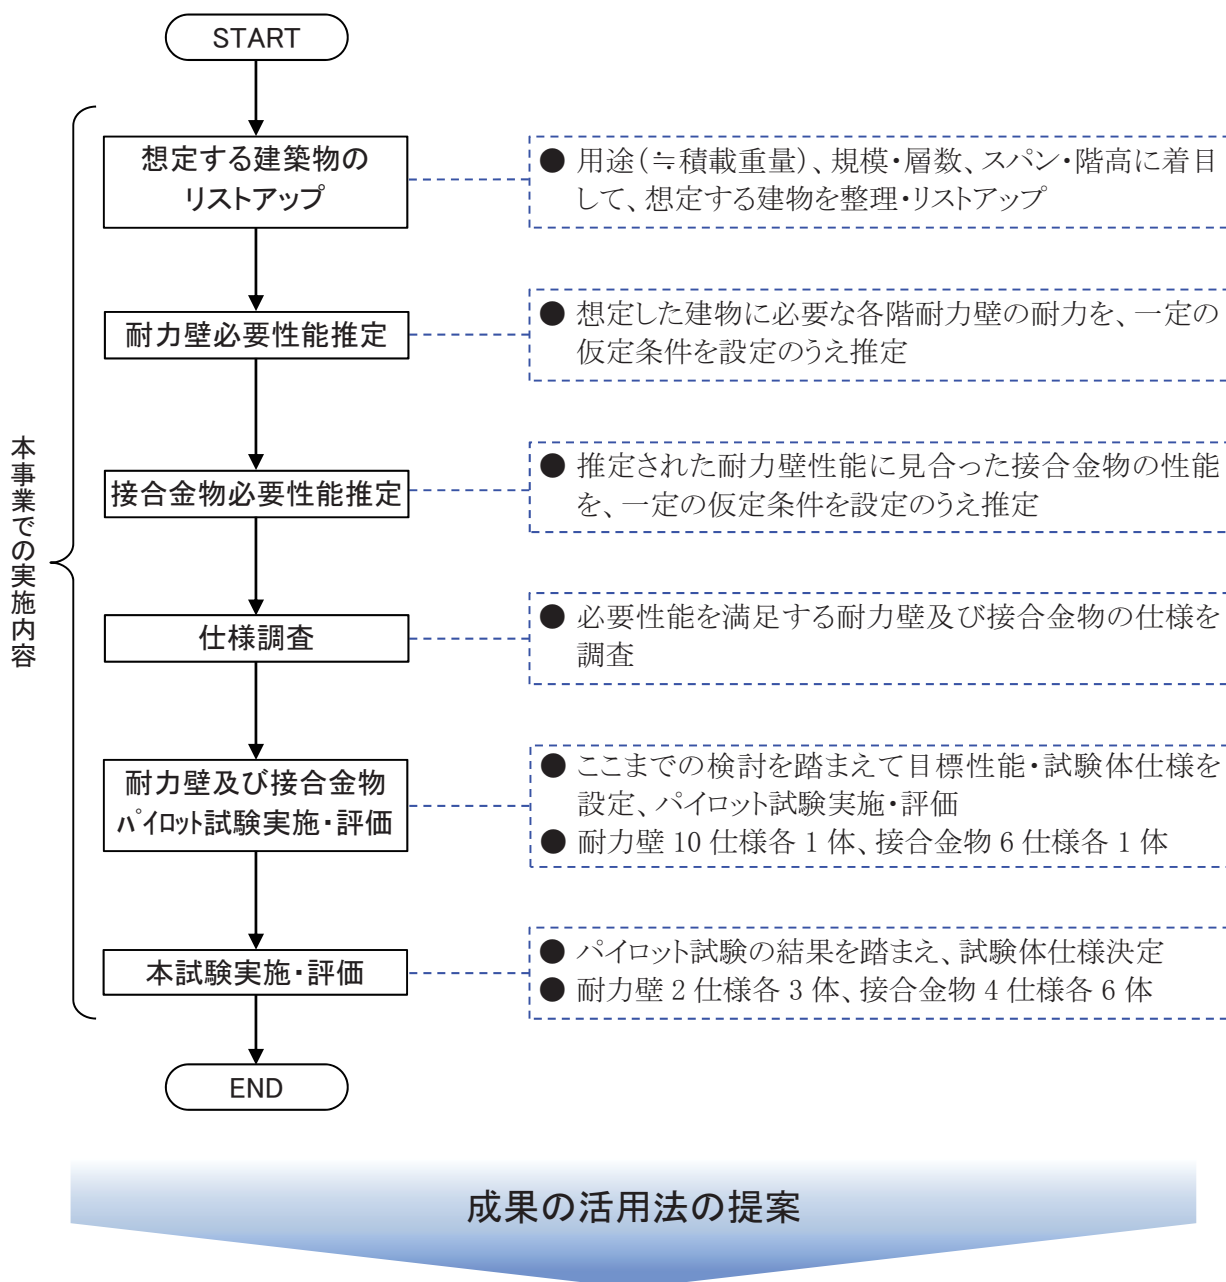 START
本事業での実施内容
想定する建築物の
リストアップ
● 用途(≒積載重量)、規模・層数、スパン・階高に着目
して、想定する建物を整理・リストアップ
耐力壁必要性能推定
● 想定した建物に必要な各階耐力壁の耐力を、一定の
仮定条件を設定のうえ推定
接合金物必要性能推定
● 推定された耐力壁性能に見合った接合金物の性能
を、一定の仮定条件を設定のうえ推定
仕様調査
● 必要性能を満足する耐力壁及び接合金物の仕様を
調査
耐力壁及び接合金物
ﾊﾟｲﾛｯﾄ試験実施・評価
● ここまでの検討を踏まえて目標性能・試験体仕様を
設定、パイロット試験実施・評価
● 耐力壁 10 仕様各 1 体、接合金物 6 仕様各 1 体
本試験実施・評価
● パイロット試験の結果を踏まえ、試験体仕様決定
● 耐力壁 2 仕様各 3 体、接合金物 4 仕様各 6 体
END
成果の活用法の提案